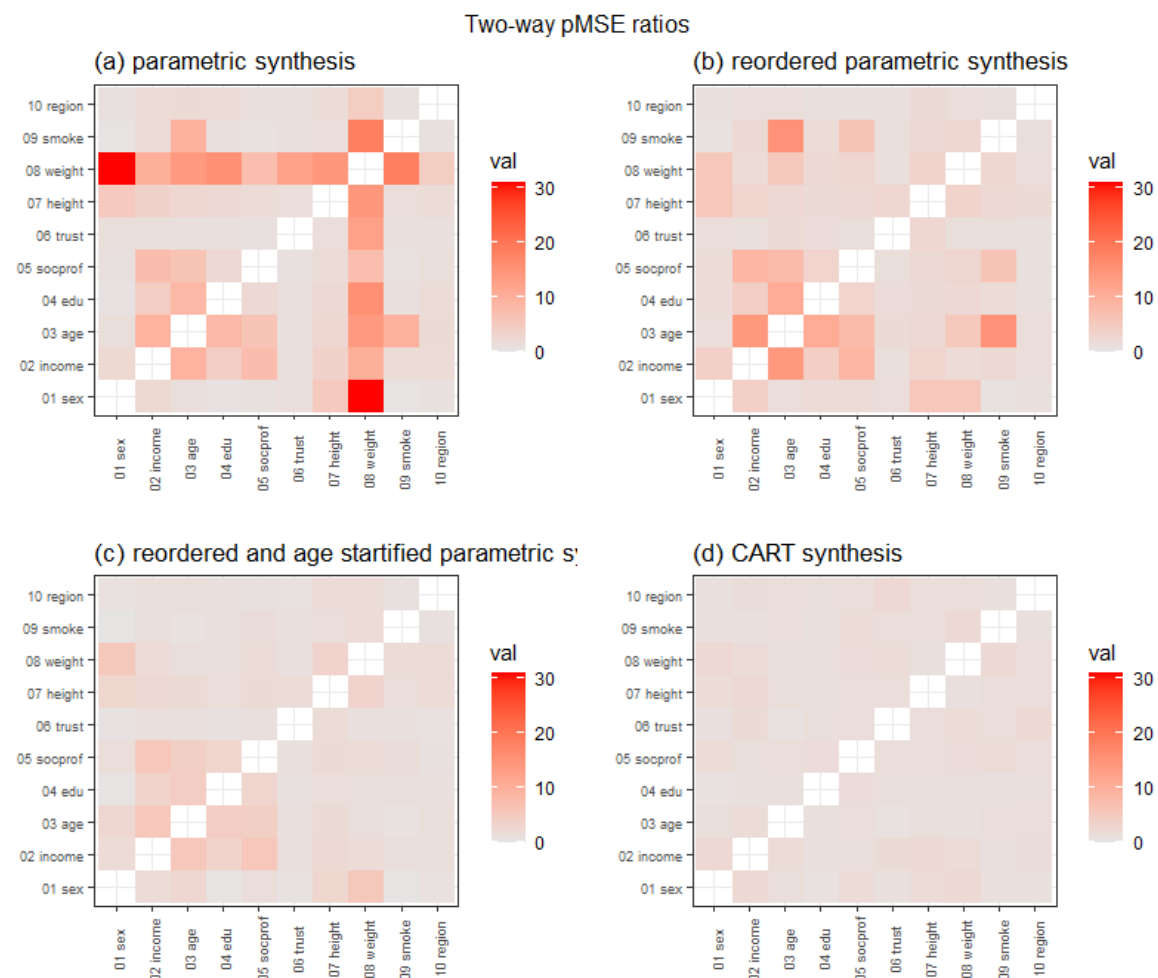 Two-way pMSE ratios
(a) parametric synthesis
10 region
09 smoke
08 weight
07 height
06 trust
05 socprof
04 edu
03 age
02 income
01 sex
01 sex
02 income
03 age
04 edu
05 socprof
06 trust
07 height
08 weight
09 smoke
10 region
val
30
20
10
0
(b) reordered parametric synthesis
10 region
09 smoke
08 weight
07 height
06 trust
05 socprof
04 edu
03 age
02 income
01 sex
01 sex
02 income
03 age
04 edu
05 socprof
06 trust
07 height
08 weight
09 smoke
10 region
val
30
20
10
0
(c) reordered and age startified parametric sy
10 region
09 smoke
08 weight
07 height
06 trust
05 socprof
04 edu
03 age
02 income
01 sex
01 sex
02 income
03 age
04 edu
05 socprof
06 trust
07 height
08 weight
09 smoke
10 region
val
30
20
10
0
(d) CART synthesis
10 region
09 smoke
08 weight
07 height
06 trust
05 socprof
04 edu
03 age
02 income
01 sex
01 sex
02 income
03 age
04 edu
05 socprof
06 trust
07 height
08 weight
09 smoke
10 region
val
30
20
10
0